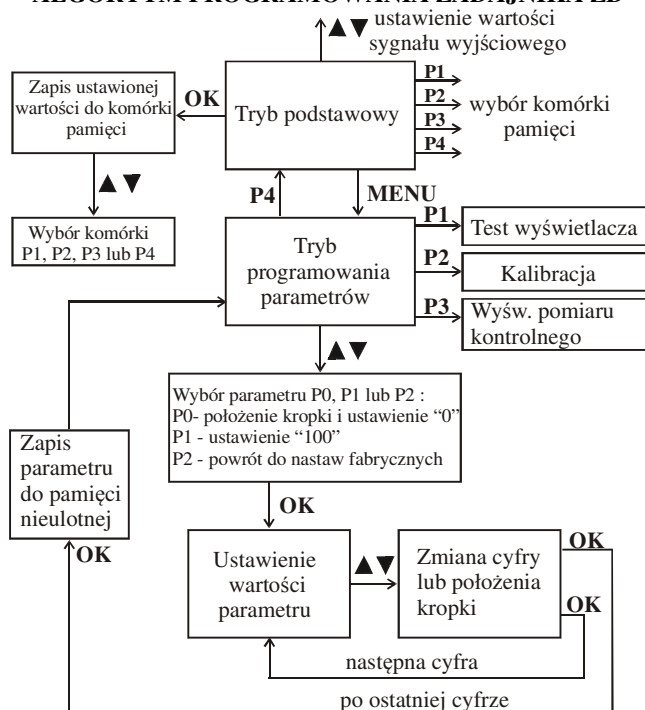 ALGORYTM PROGRAMOWANIA ZADAJNIKA ZD
▲▼ ustawienie wartości
sygnału wyjściowego
Zapis ustawionej
wartości do komórki
pamięci
OK
Tryb podstawowy
P1
P2
P3
P4
wybór komórki
pamięci
▲▼
Wybór komórki
P1, P2, P3 lub P4
P4
MENU
Tryb
programowania
parametrów
P1
Test wyświetlacza
P2
Kalibracja
P3
Wyśw. pomiaru
kontrolnego
▲▼
Wybór parametru P0, P1 lub P2 :
P0- położenie kropki i ustawienie “0”
P1 - ustawienie “100”
P2 - powrót do nastaw fabrycznych
Zapis
parametru
do pamięci
nieulotnej
OK
OK
Ustawienie
wartości
parametru
▲▼
Zmiana cyfry
lub położenia
kropki
OK
OK
następna cyfra
po ostatniej cyfrze